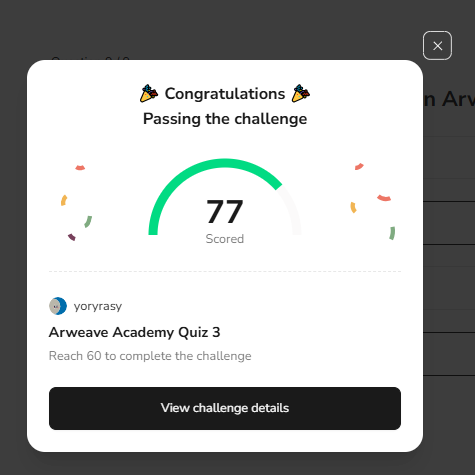 Congratulations
Passing the challenge
77
Scored
yoryrasy
Arweave Academy Quiz 3
Reach 60 to complete the challenge
View challenge details